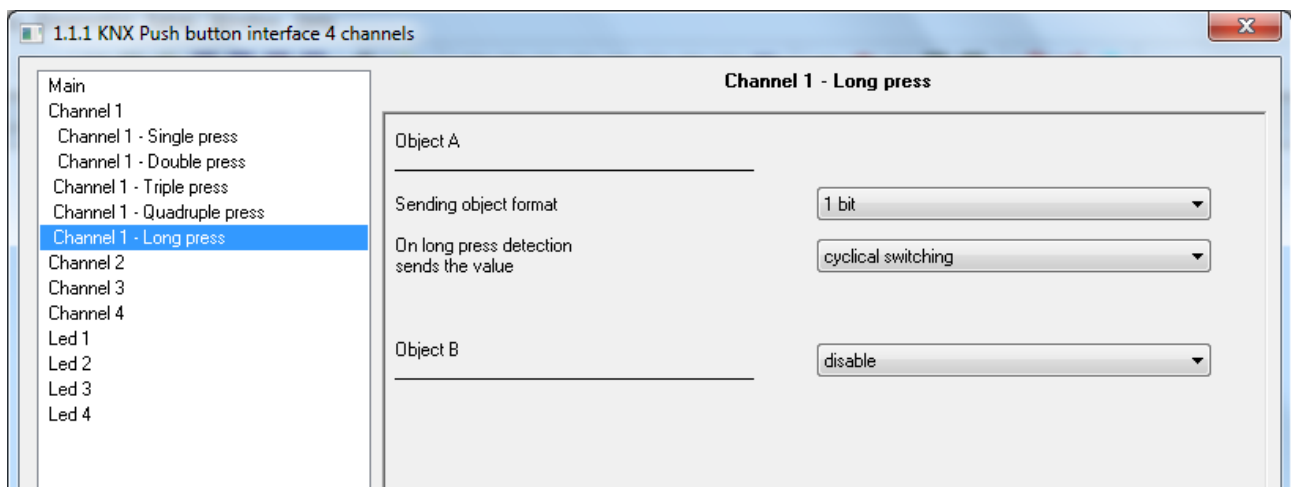 1.1.1 KNX Push button interface 4 channels
Main
Channel 1
Channel 1 - Single press
Channel 1 - Double press
Channel 1 - Triple press
Channel 1 - Quadruple press
Channel 1 - Long press
Channel 2
Channel 3
Channel 4
Led 1
Led 2
Led 3
Led 4
Channel 1 - Long press
Object A
Sending object format
1 bit
On long press detection
sends the value
cyclical switching
Object B
disable